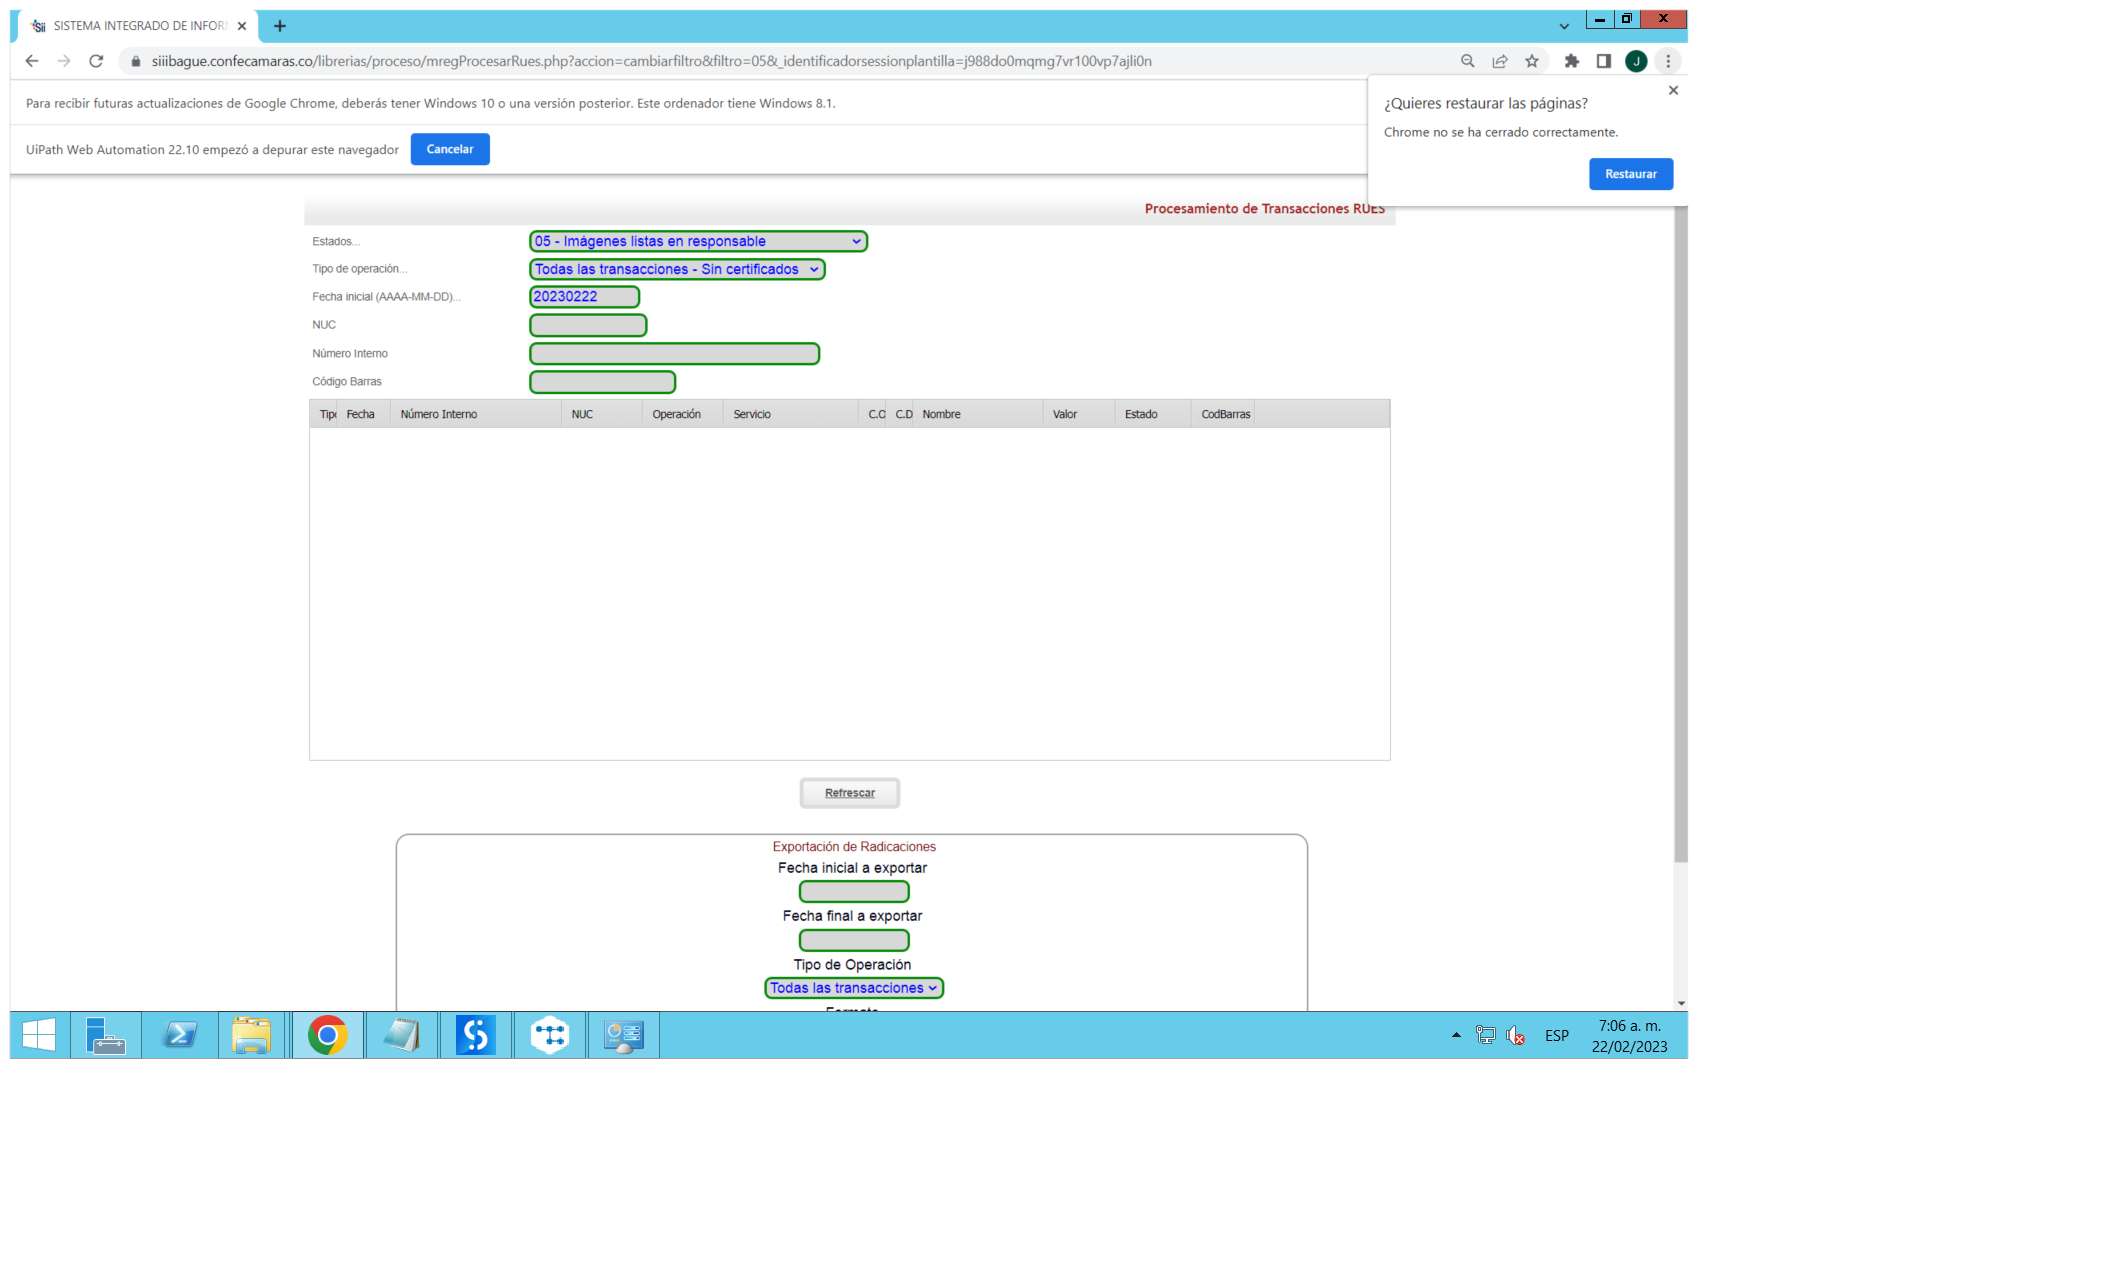 Sii SISTEMA INTEGRADO DE INFOR
siiibague.confecamaras.co/librerias/proceso/mregProcesarRues.php?accion=cambiarfiltro&filtro=05&_identificadorsessionplantilla=j988do0mqmg7vr100vp7ajli0n
J
Para recibir futuras actualizaciones de Google Chrome, deberás tener Windows 10 o una versión posterior. Este ordenador tiene Windows 8.1.
¿Quieres restaurar las páginas?
Chrome no se ha cerrado correctamente.
Restaurar
UiPath Web Automation 22.10 empezó a depurar este navegador Cancelar
Procesamiento de Transacciones RUES
Estados... 05 - Imágenes listas en responsable
Tipo de operación... Todas las transacciones - Sin certificados
Fecha inicial (AAAA-MM-DD)... 20230222
NUC
Número Interno
Código Barras
Tipo Fecha Número Interno NUC Operación Servicio C.O C.D Nombre Valor Estado CodBarras
Refrescar
Exportación de Radicaciones
Fecha inicial a exportar
Fecha final a exportar
Tipo de Operación
Todas las transacciones
Formato
ESP
7:06 a. m.
22/02/2023